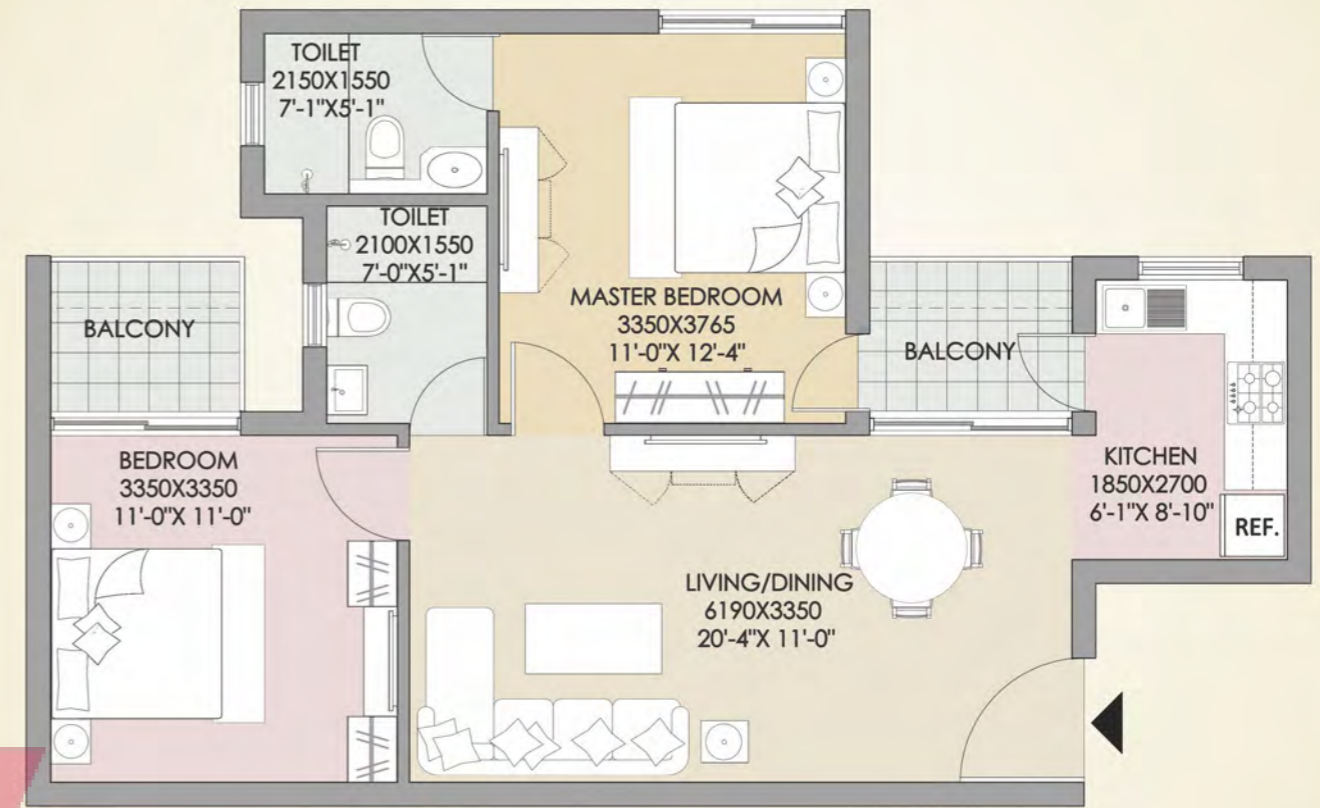 TOILET
2150X1550
7'-1"X5'-1"
TOILET
2100X1550
7'-0"X5'-1"
MASTER BEDROOM
3350X3765
11'-0"X 12'-4"
BALCONY
BALCONY
BEDROOM
3350X3350
11'-0"X 11'-0"
KITCHEN
1850X2700
6'-1"X 8'-10"
REF.
LIVING/DINING
6190X3350
20'-4"X 11'-0"